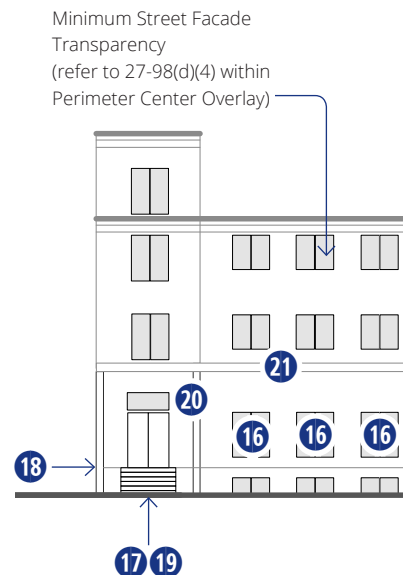 Minimum Street Facade
Transparency
(refer to 27-98(d)(4) within
Perimeter Center Overlay)
21
20
16 16 16
18
17 19